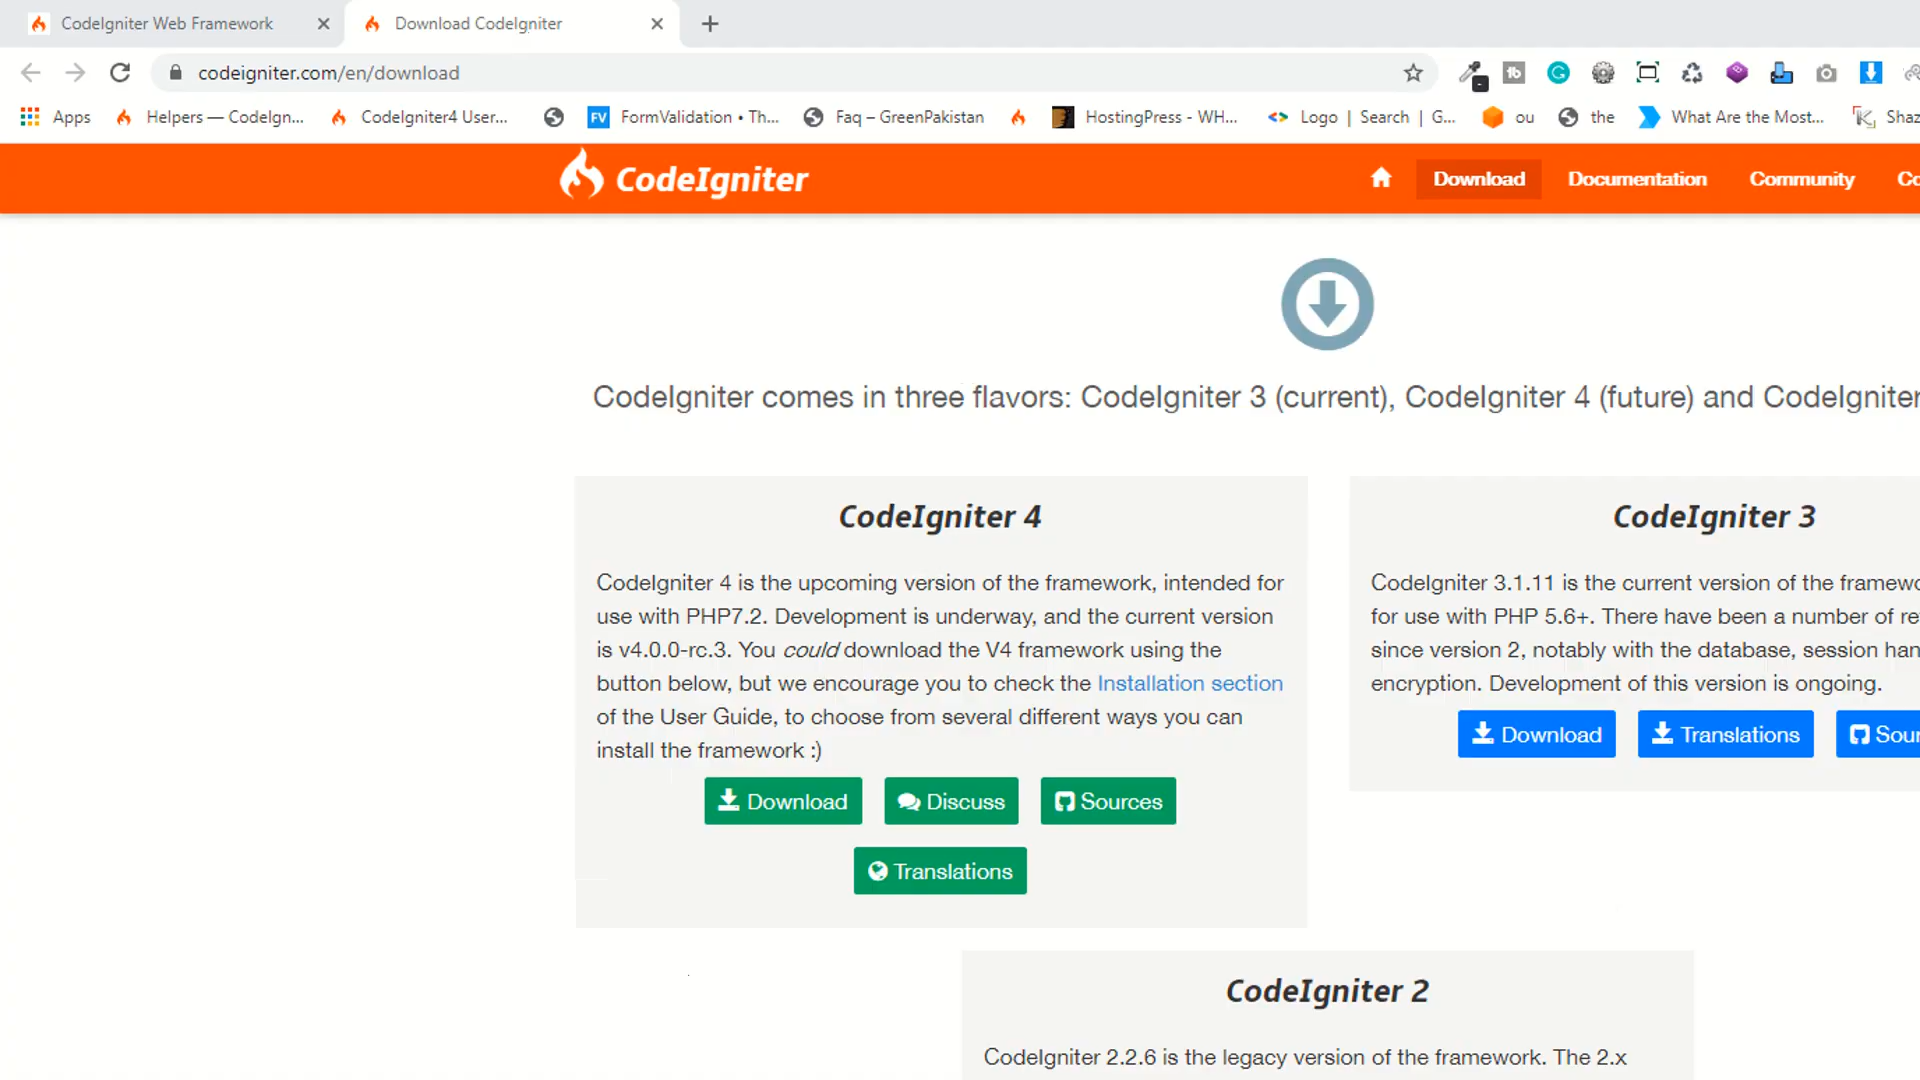 CodeIgniter Web Framework
Download CodeIgniter
codeigniter.com/en/download
Apps
Helpers — CodeIgn...
CodeIgniter4 User...
FV
FormValidation • Th...
Faq – GreenPakistan
HostingPress - WH...
Logo | Search | G...
ou
the
What Are the Most...
Shaz
CodeIgniter
Download
Documentation
Community
Co
CodeIgniter comes in three flavors: CodeIgniter 3 (current), CodeIgniter 4 (future) and CodeIgniter
CodeIgniter 4
CodeIgniter 4 is the upcoming version of the framework, intended for
use with PHP7.2. Development is underway, and the current version
is v4.0.0-rc.3. You could download the V4 framework using the
button below, but we encourage you to check the Installation section
of the User Guide, to choose from several different ways you can
install the framework :)
Download
Discuss
Sources
Translations
CodeIgniter 3
CodeIgniter 3.1.11 is the current version of the framewo
for use with PHP 5.6+. There have been a number of re
since version 2, notably with the database, session han
encryption. Development of this version is ongoing.
Download
Translations
Sour
CodeIgniter 2
CodeIgniter 2.2.6 is the legacy version of the framework. The 2.x